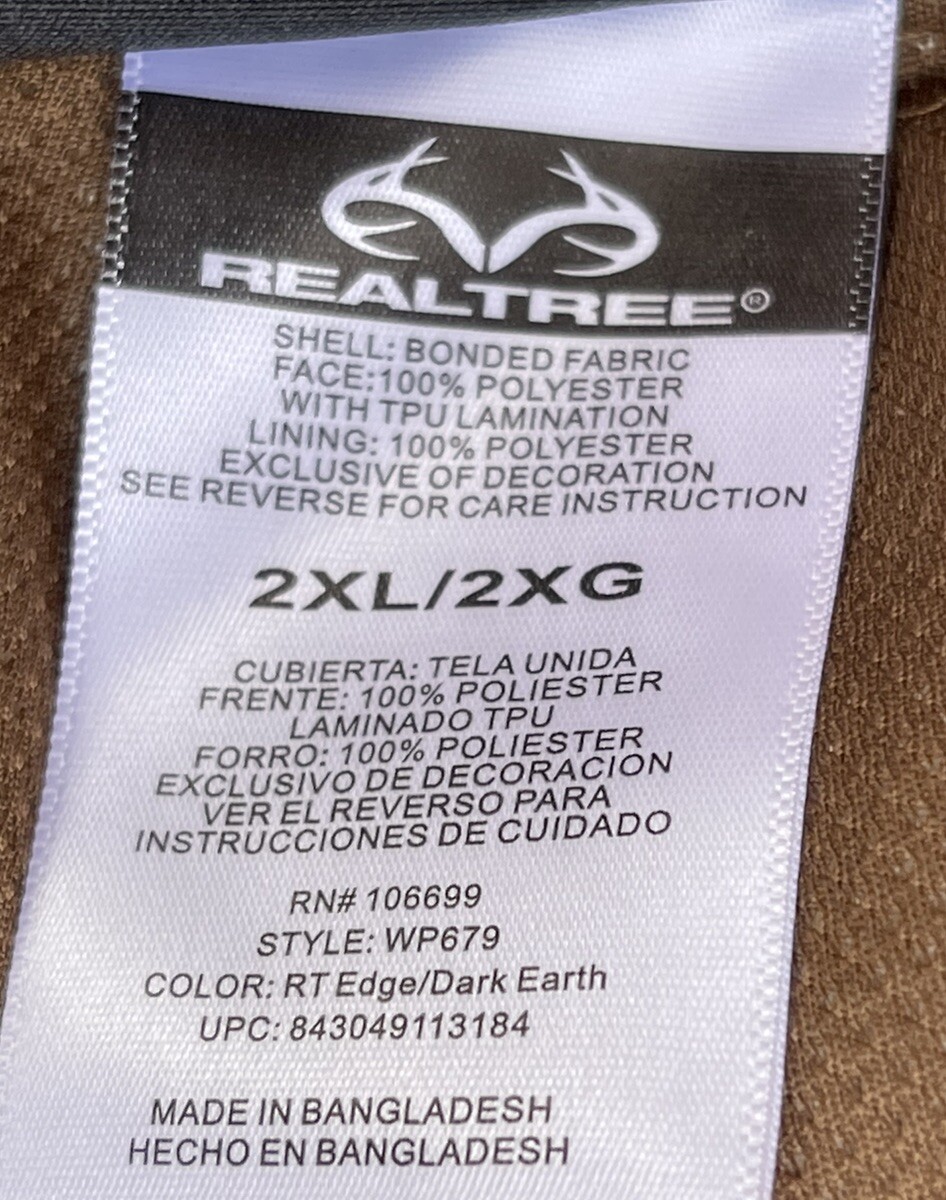 REALTREE®
SHELL: BONDED FABRIC
FACE:100% POLYESTER
WITH TPU LAMINATION
LINING: 100% POLYESTER
EXCLUSIVE OF DECORATION
SEE REVERSE FOR CARE INSTRUCTION
2XL/2XG
CUBIERTA: TELA UNIDA
FRENTE: 100% POLIESTER
LAMINADO TPU
FORRO: 100% POLIESTER
EXCLUSIVO DE DECORACION
VER EL REVERSO PARA
INSTRUCCIONES DE CUIDADO
RN# 106699
STYLE: WP679
COLOR: RT Edge/Dark Earth
UPC: 843049113184
MADE IN BANGLADESH
HECHO EN BANGLADESH